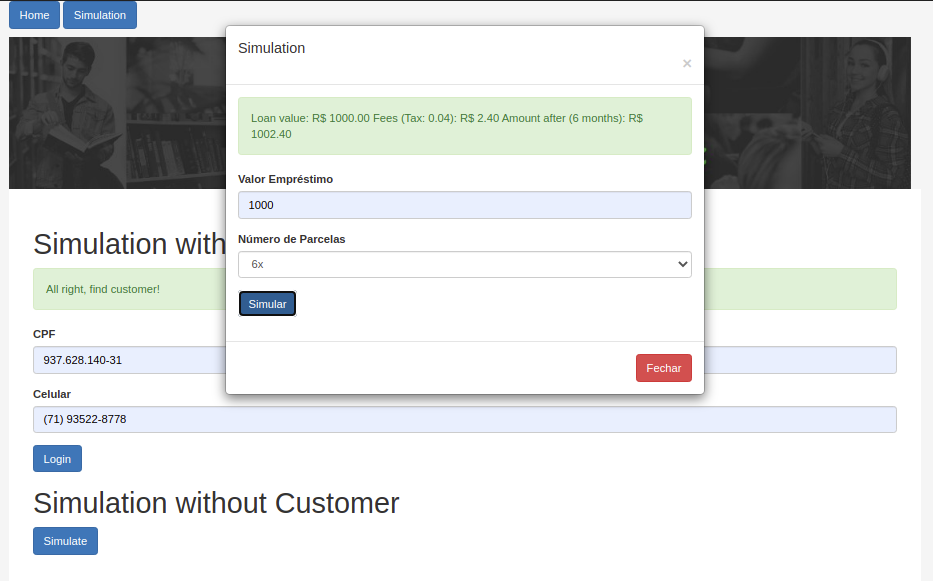 Home
Simulation
Simulation
×
Loan value: R$ 1000.00 Fees (Tax: 0.04): R$ 2.40 Amount after (6 months): R$
1002.40
Valor Empréstimo
1000
Número de Parcelas
6x
Simular
Fechar
Simulation with
All right, find customer!
CPF
937.628.140-31
Celular
(71) 93522-8778
Login
Simulation without Customer
Simulate